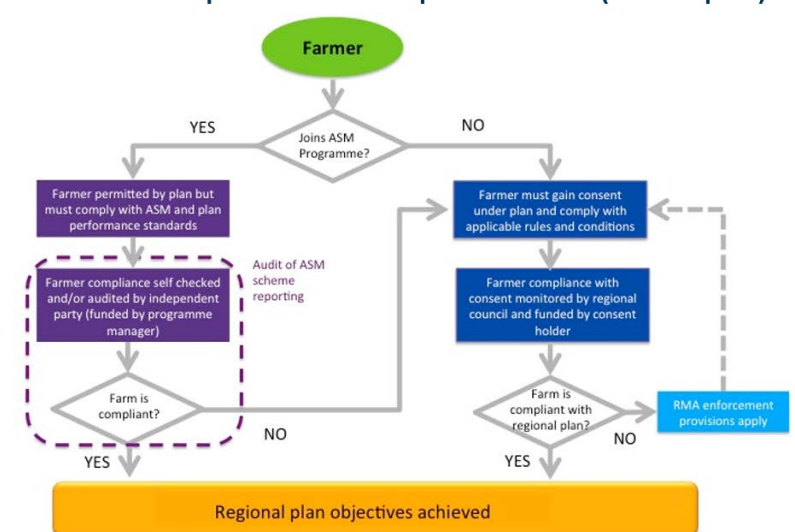 Farmer
YES
Joins ASM
Programme?
NO
Farmer permitted by plan but
must comply with ASM and plan
performance standards
Farmer must gain consent
under plan and comply with
applicable rules and conditions
Audit of ASM
scheme
reporting
Farmer compliance self checked
and/or audited by independent
party (funded by programme
manager)
Farmer compliance with
consent monitored by regional
council and funded by consent
holder
Farm is
compliant?
NO
YES
Farm is
compliant with
regional plan?
NO
YES
RMA enforcement
provisions apply
Regional plan objectives achieved